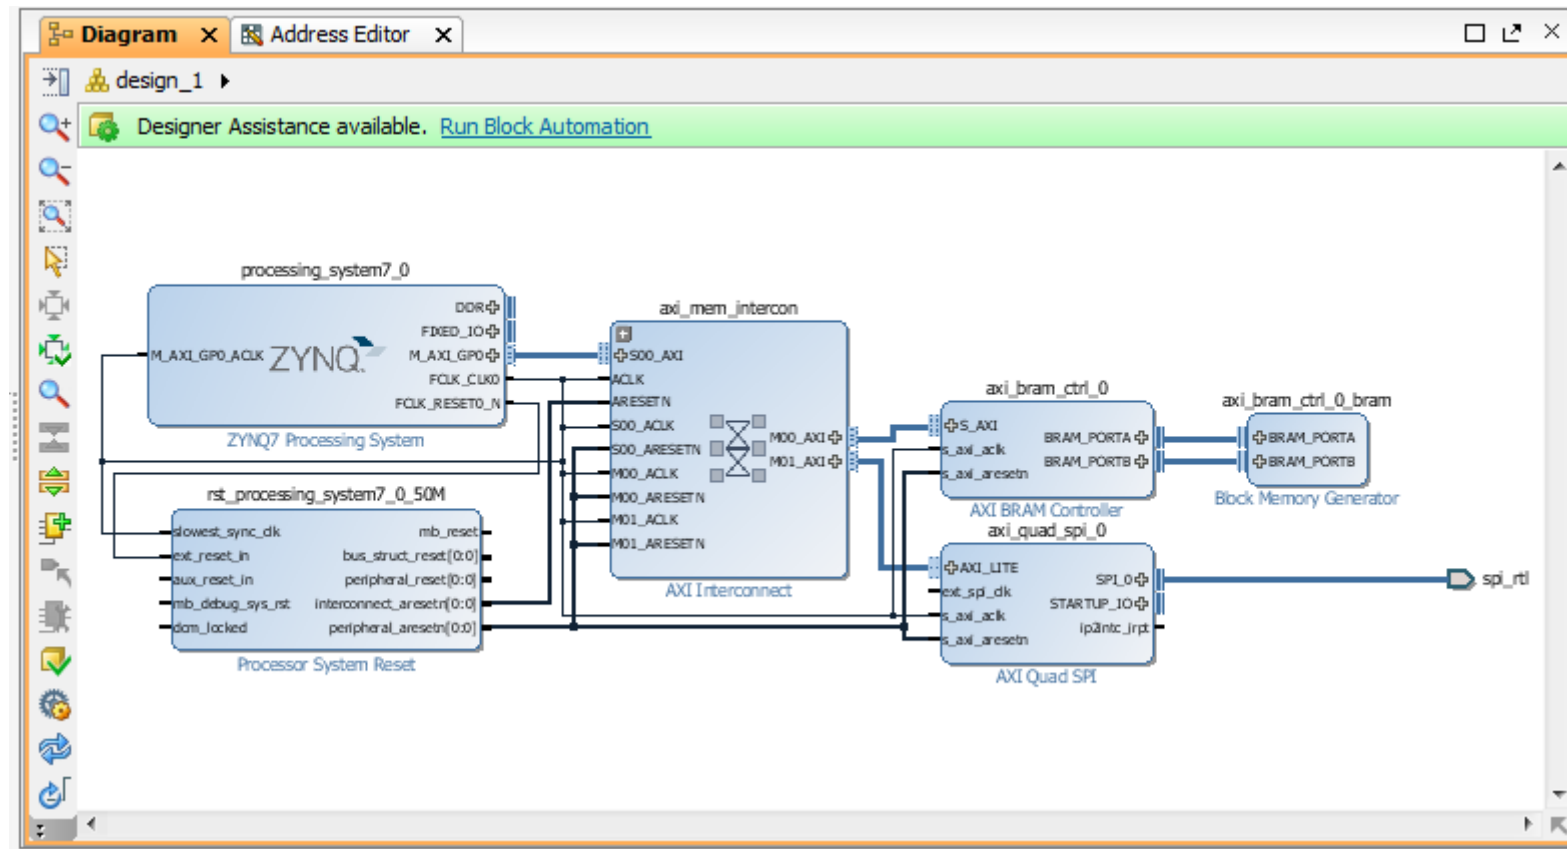 Diagram
Address Editor
design_1
Designer Assistance available. Run Block Automation
processing_system7_0
DDR
FIXED_IO
M_AXI_GP0_ACLK
ZYNQ
M_AXI_GP0
FCLK_CLK0
FCLK_RESET0_N
ZYNQ7 Processing System
rst_processing_system7_0_50M
slowest_sync_clk
mb_reset
ext_reset_in
bus_struct_reset[0:0]
aux_reset_in
peripheral_reset[0:0]
mb_debug_sys_rst
interconnect_aresetn[0:0]
dcm_locked
peripheral_aresetn[0:0]
Processor System Reset
axi_mem_intercon
S00_AXI
ACLK
ARESETN
S00_ACLK
S00_ARESETN
M00_ACLK
M00_ARESETN
M01_ACLK
M01_ARESETN
M00_AXI
M01_AXI
AXI Interconnect
axi_bram_ctrl_0
S_AXI
s_axi_aclk
s_axi_aresetn
BRAM_PORTA
BRAM_PORTB
AXI BRAM Controller
axi_bram_ctrl_0_bram
BRAM_PORTA
BRAM_PORTB
Block Memory Generator
axi_quad_spi_0
AXI_LITE
ext_spi_clk
s_axi_aclk
s_axi_aresetn
SPI_0
STARTUP_IO
ip2intc_irpt
AXI Quad SPI
spi_rtl